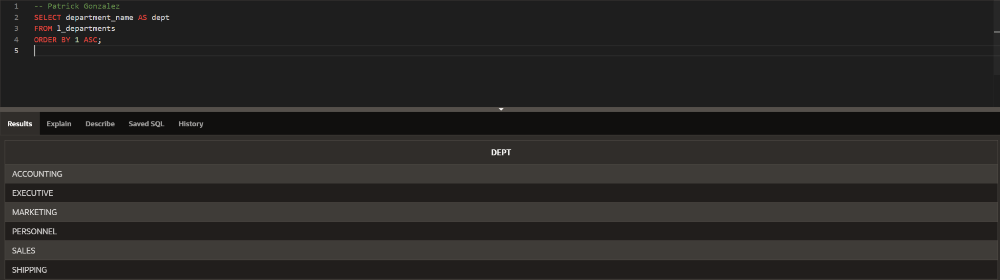 1 -- Patrick Gonzalez
2 SELECT department_name AS dept
3 FROM l_departments
4 ORDER BY 1 ASC;
5
Results Explain Describe Saved SQL History
DEPT
ACCOUNTING
EXECUTIVE
MARKETING
PERSONNEL
SALES
SHIPPING